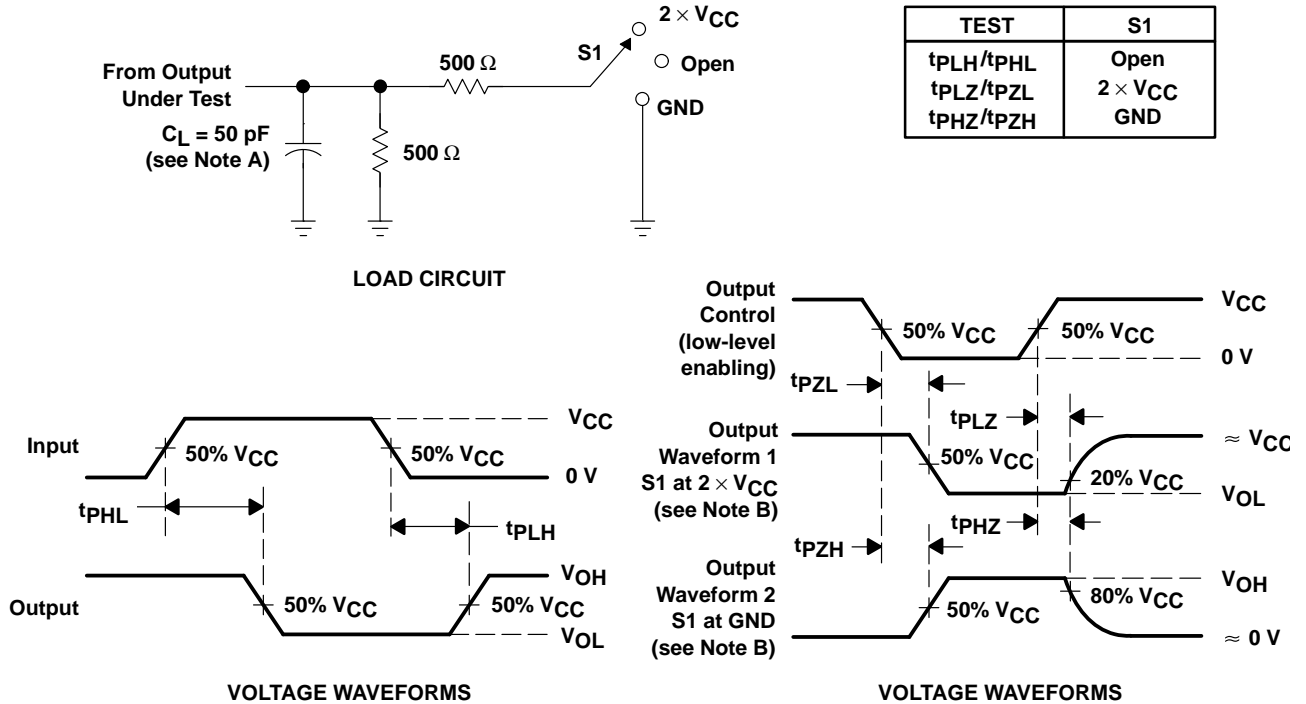 2 × VCC
S1
Open
GND
500 Ω
From Output
Under Test
CL = 50 pF
(see Note A)
500 Ω
LOAD CIRCUIT
TEST S1
tPLH/tPHL Open
tPLZ/tPZL 2 × VCC
tPHZ/tPZH GND
Input
VCC
50% VCC
50% VCC
0 V
tPHL
tPLH
Output
VOH
50% VCC
50% VCC
VOL
VOLTAGE WAVEFORMS
Output
Control
(low-level
enabling)
VCC
50% VCC
50% VCC
0 V
tPZL
tPLZ
Output
Waveform 1
S1 at 2 × VCC
(see Note B)
≈ VCC
50% VCC
20% VCC
VOL
tPHZ
tPZH
Output
Waveform 2
S1 at GND
(see Note B)
VOH
50% VCC
80% VCC
≈ 0 V
VOLTAGE WAVEFORMS